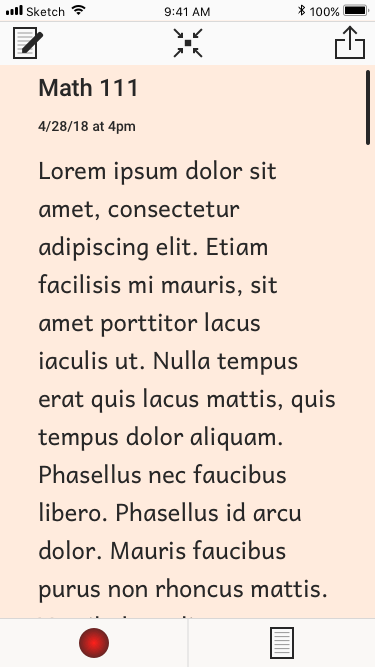 Sketch 9:41 AM 100%
Math 111
4/28/18 at 4pm
Lorem ipsum dolor sit
amet, consectetur
adipiscing elit. Etiam
facilisis mi mauris, sit
amet porttitor lacus
iaculis ut. Nulla tempus
erat quis lacus mattis, quis
tempus dolor aliquam.
Phasellus nec faucibus
libero. Phasellus id arcu
dolor. Mauris faucibus
purus non rhoncus mattis.